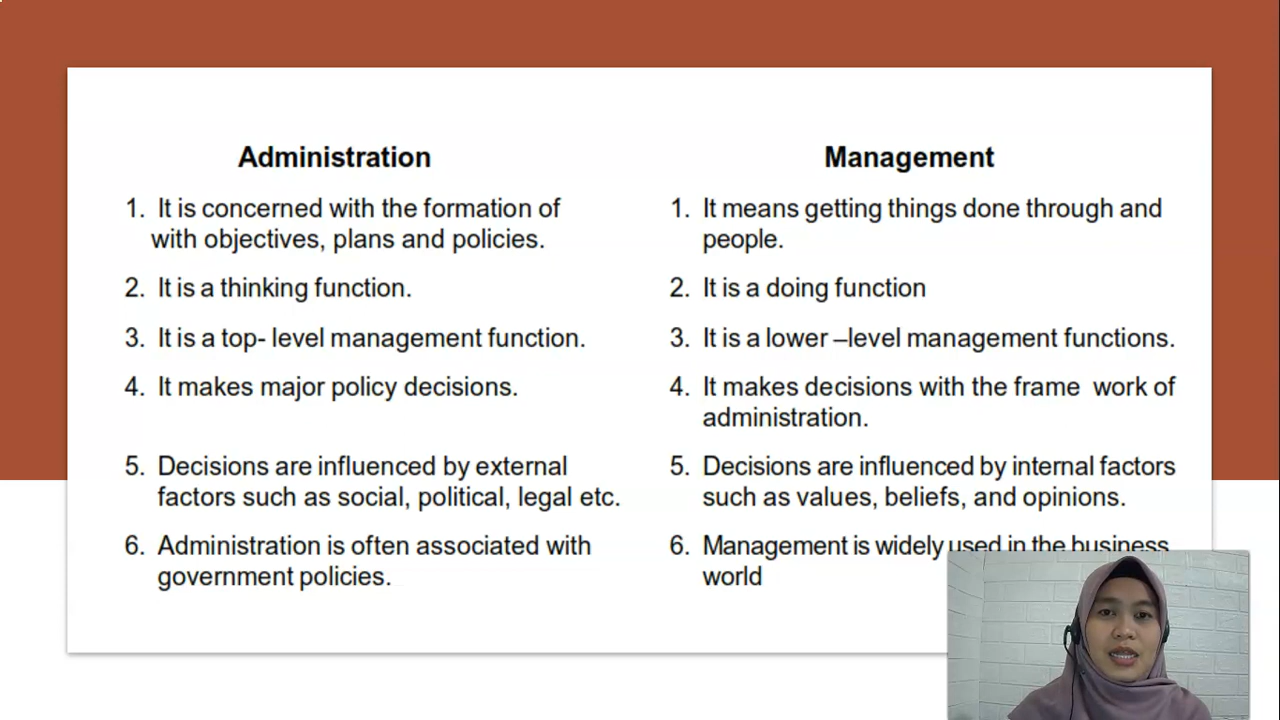 Administration
1. It is concerned with the formation of
with objectives, plans and policies.
2. It is a thinking function.
3. It is a top- level management function.
4. It makes major policy decisions.
5. Decisions are influenced by external
factors such as social, political, legal etc.
6. Administration is often associated with
government policies.
Management
1. It means getting things done through and
people.
2. It is a doing function
3. It is a lower –level management functions.
4. It makes decisions with the frame work of
administration.
5. Decisions are influenced by internal factors
such as values, beliefs, and opinions.
6. Management is widely used in the business
world